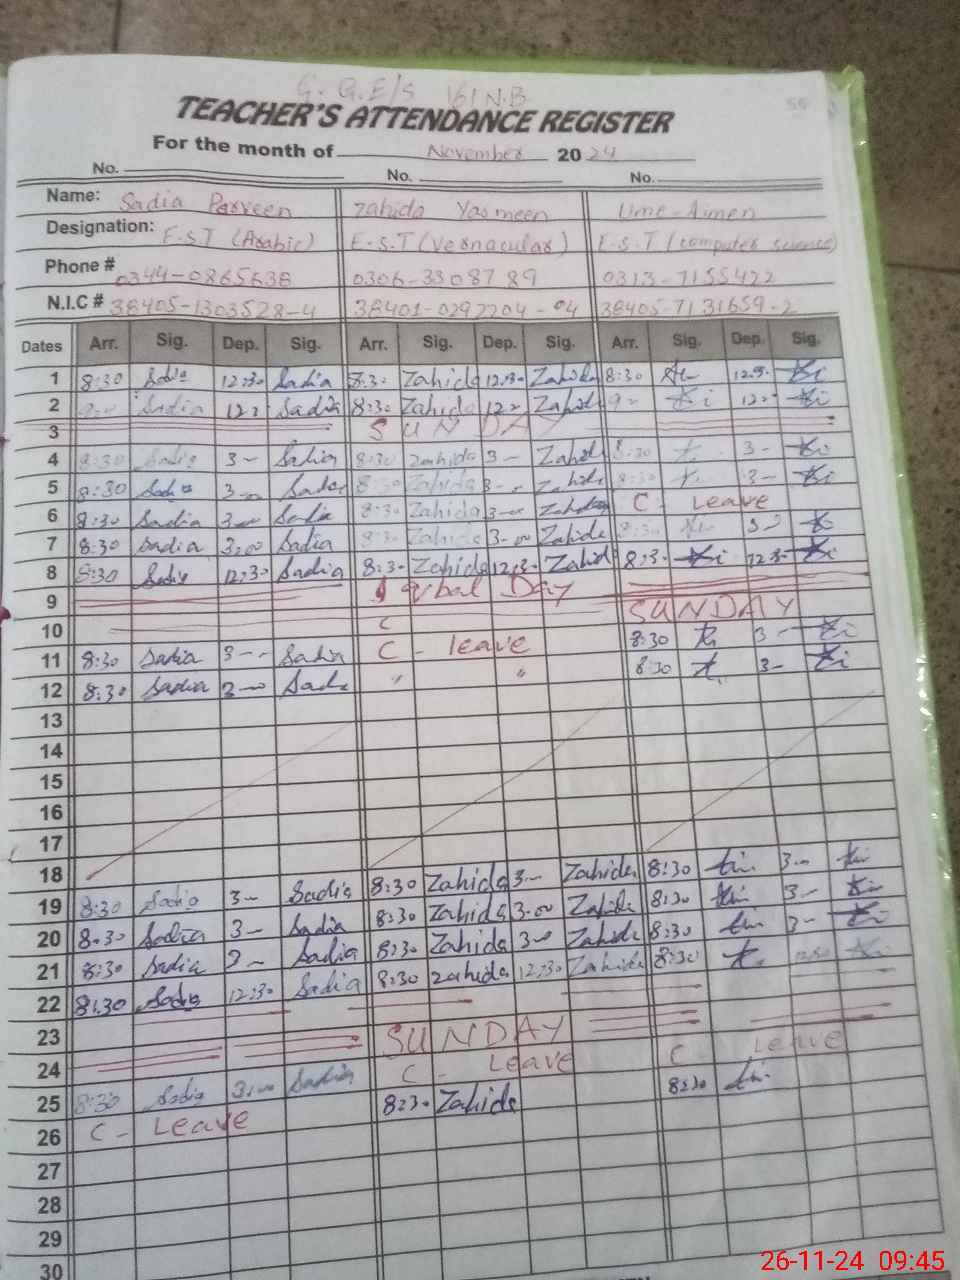 G. G.E/S 161 N.B
55
TEACHER'S ATTENDANCE REGISTER
For the month of November 2024
No. No. No.
Name: Sadia Parveen Zahida Yasmeen Ume-Aimen
Designation: E-S.T (Arabic) E-S.T (Vernacular) E-S.T (computer science)
Phone # 0344-0865638 0306-3308789 0313-7155422
N.I.C # 38405-1303528-4 38401-0292204-04 38405-7131659-2
Dates Arr. Sig. Dep. Sig. Arr. Sig. Dep. Sig. Arr. Sig. Dep. Sig.
1 8:30 Sadia 12:30 Sadia 8:30 Zahida 12:30 Zahida 8:30 12:30
2 Sadia Sadia 8:30 Zahida Zahida
3 SUNDAY
4 8:30 Sadia 3- Sadia 8:30 Zahida 3- Zahida 8:30 3-
5 8:30 Sadia 3- Sadia 8:30 Zahida 3- Zahida 8:30 3-
6 8:30 Sadia 3- Sadia 8:30 Zahida 3-00 Zahida C- Leave
7 8:30 Sadia 3:00 Sadia 8:30 Zahida 3-00 Zahida 8:30
8 8:30 Sadia 12:30 Sadia 8:30 Zahida 12:30 Zahid 8:30 12:30
9 Iqbal Day
10 SUNDAY
11 8:30 Sadia 3-- Sadia C - leave 8:30 3-
12 8:30 Sadia 3-00 Sadia " " 8:30 3-
13
14
15
16
17
18 8:30 Zahida 3- Zahida 8:30 3-
19 8:30 Sadia 3- Sadia 8:30 Zahida 3-00 Zahida 8:30 3-
20 8:30 Sadia 3- Sadia 8:30 Zahida 3-00 Zahida 8:30 3-
21 8:30 Sadia 3- Sadia 8:30 Zahida 12:30 Zahida 8:30
22 8:30 Sadia 12:30 Sadia
23 SUNDAY
24 C - Leave C Leave
25 8:30 Sadia 3:00 Sadia 8:30 Zahida 8:30
26 C - Leave
27
28
29
30
26-11-24 09:45